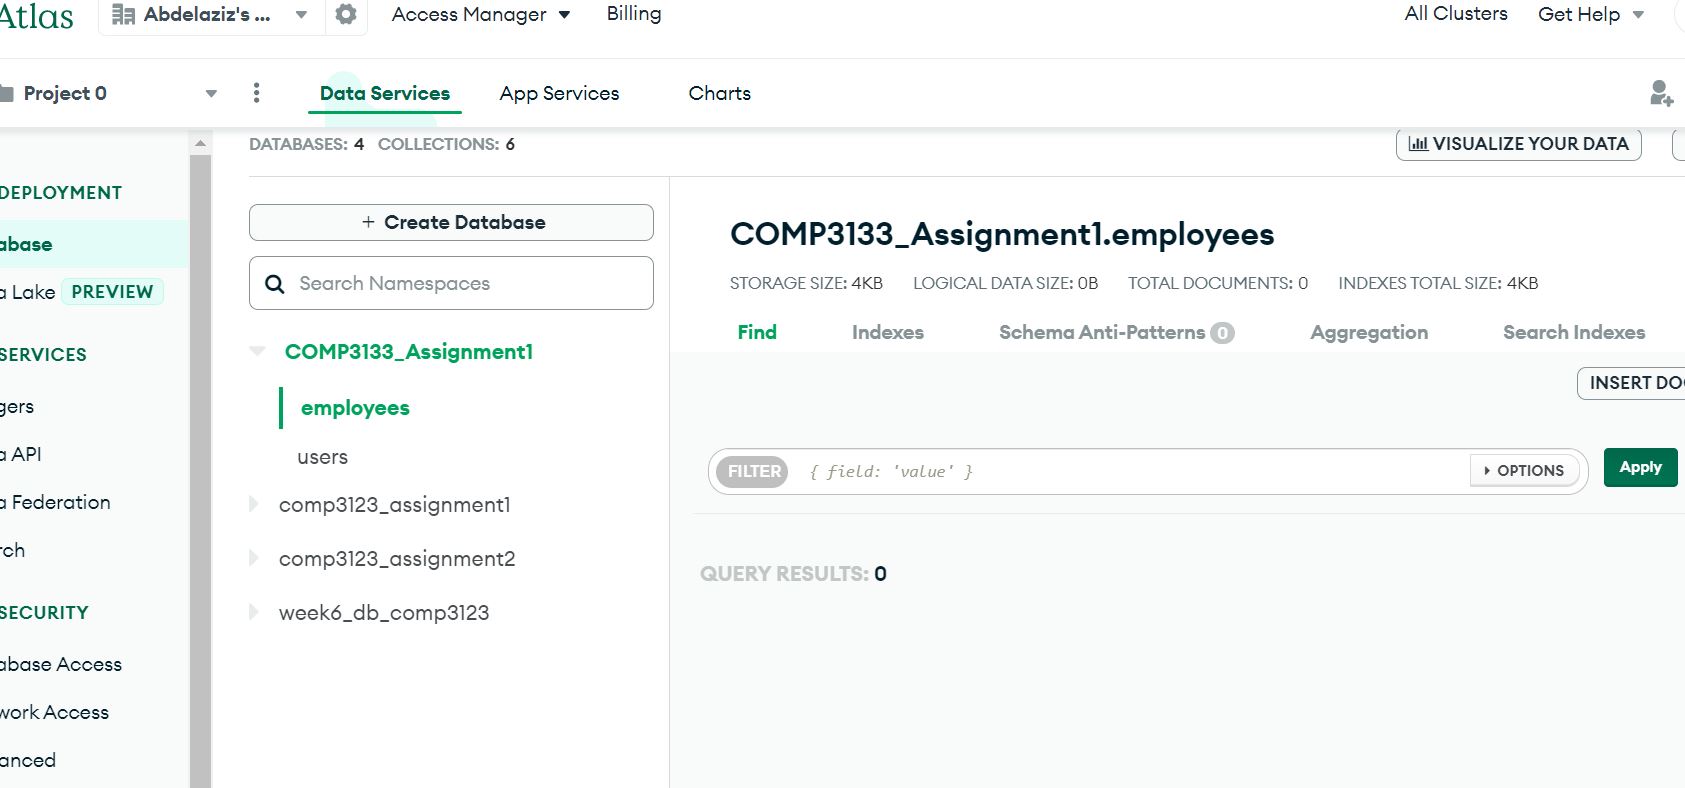 Atlas
Abdelaziz's ...
Access Manager
Billing
All Clusters
Get Help
Project 0
Data Services
App Services
Charts
DATABASES: 4 COLLECTIONS: 6
VISUALIZE YOUR DATA
DEPLOYMENT
abase
a Lake PREVIEW
SERVICES
gers
a API
a Federation
rch
SECURITY
abase Access
work Access
anced
+ Create Database
Search Namespaces
COMP3133_Assignment1
employees
users
comp3123_assignment1
comp3123_assignment2
week6_db_comp3123
COMP3133_Assignment1.employees
STORAGE SIZE: 4KB LOGICAL DATA SIZE: 0B TOTAL DOCUMENTS: 0 INDEXES TOTAL SIZE: 4KB
Find Indexes Schema Anti-Patterns 0 Aggregation Search Indexes
INSERT DO
FILTER { field: 'value' } OPTIONS Apply
QUERY RESULTS: 0